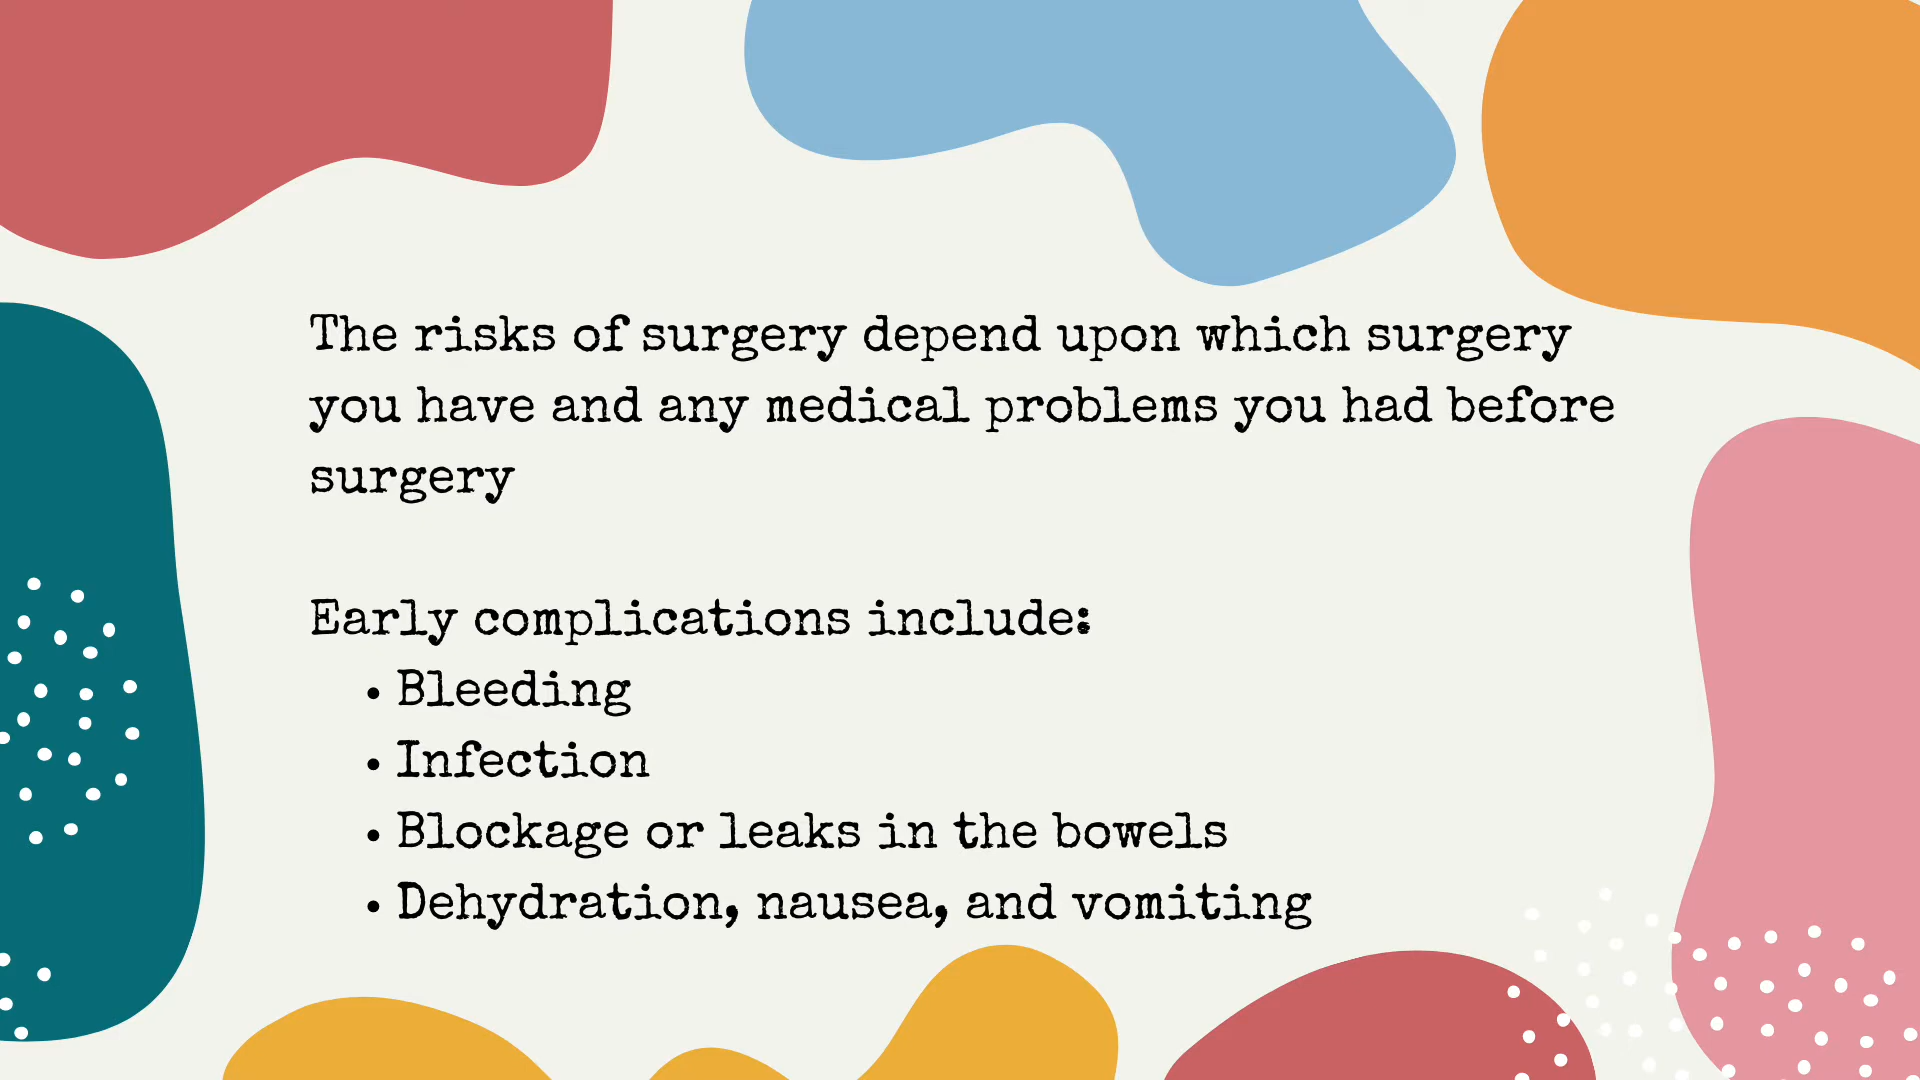 The risks of surgery depend upon which surgery
you have and any medical problems you had before
surgery
Early complications include:
• Bleeding
• Infection
• Blockage or leaks in the bowels
• Dehydration, nausea, and vomiting